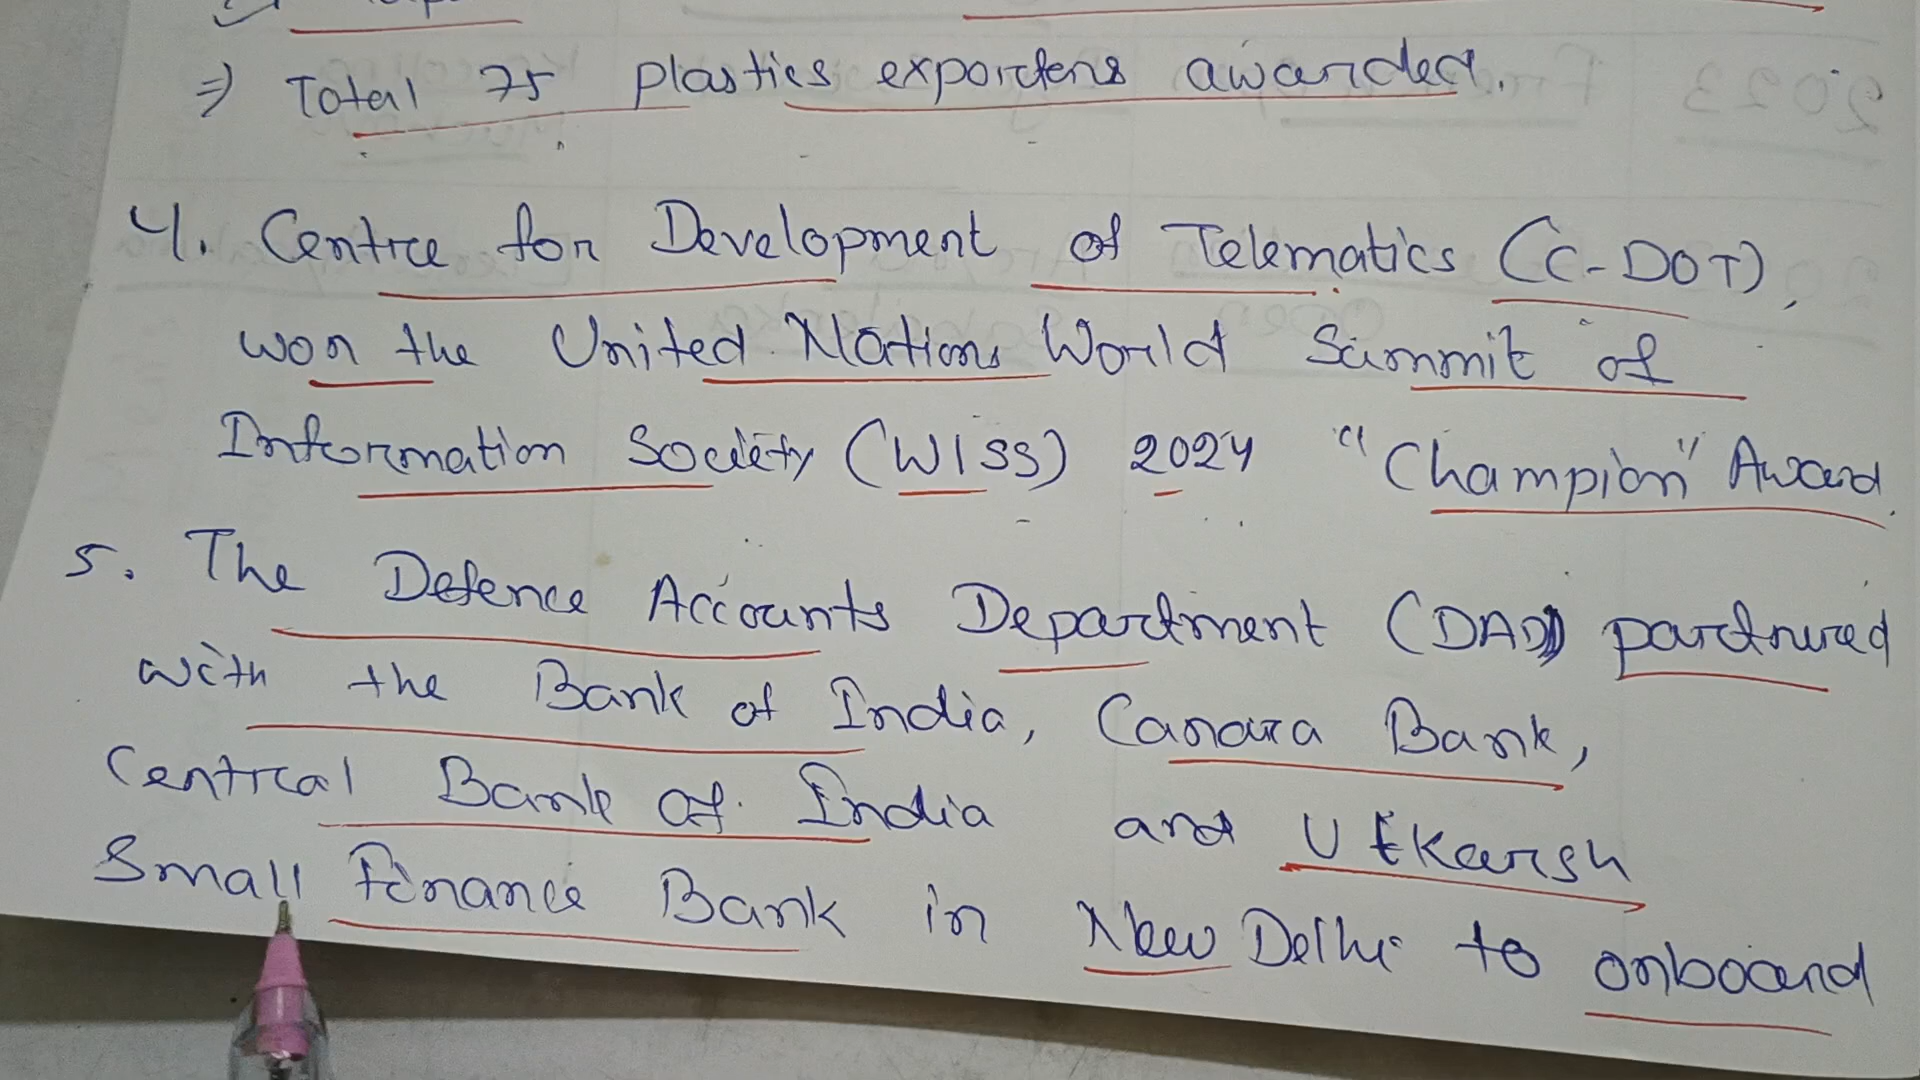 ⇒ Total 75 plastics exporters awarded.
4. Centre for Development of Telematics (C-DOT),
won the United Nations World Summit of
Information Society (WISS) 2024 "Champion" Award
5. The Defence Accounts Department (DAD) partnered
with the Bank of India, Canara Bank,
Central Bank of India and Utkarsh
Small Finance Bank in New Delhi to onboard